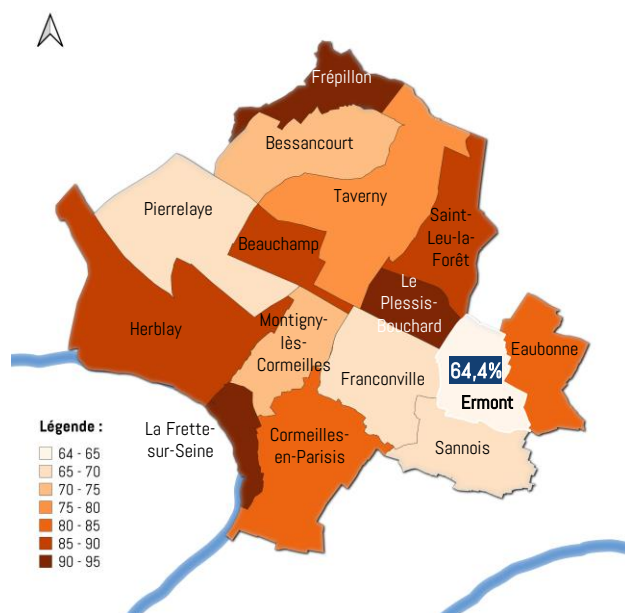 Frépillon
Bessancourt
Taverny
Pierrelaye
Beauchamp
Saint-
Leu-la-
Forêt
Le
Plessis-
Bouchard
Herblay
Montigny-
lès-
Cormeilles
Eaubonne
64,4%
Franconville
Ermont
La Frette-
sur-Seine
Cormeilles-
en-Parisis
Sannois
Légende :
64 - 65
65 - 70
70 - 75
75 - 80
80 - 85
85 - 90
90 - 95